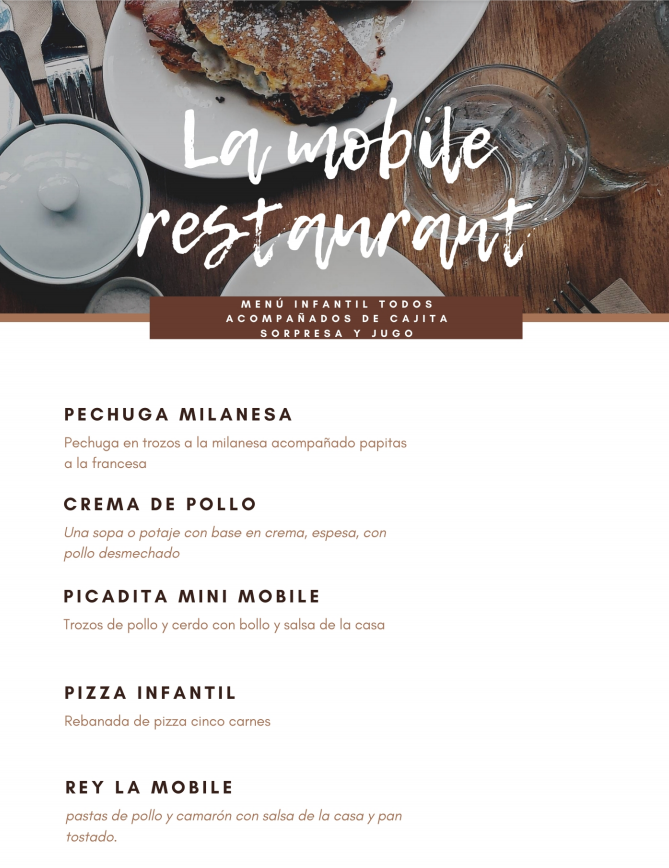 La mobile
restaurant
MENÚ INFANTIL TODOS
ACOMPAÑADOS DE CAJITA
SORPRESA Y JUGO
PECHUGA MILANESA
Pechuga en trozos a la milanesa acompañado papitas
a la francesa
CREMA DE POLLO
Una sopa o potaje con base en crema, espesa, con
pollo desmechado
PICADITA MINI MOBILE
Trozos de pollo y cerdo con bollo y salsa de la casa
PIZZA INFANTIL
Rebanada de pizza cinco carnes
REY LA MOBILE
pastas de pollo y camarón con salsa de la casa y pan
tostado.